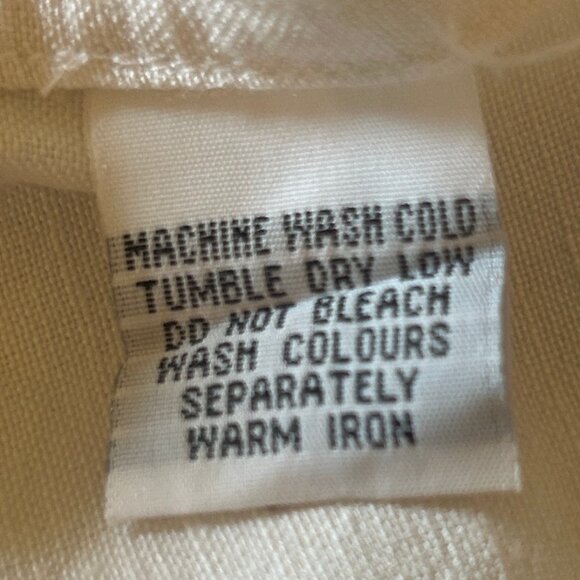 MACHINE WASH COLD
TUMBLE DRY LOW
DO NOT BLEACH
WASH COLOURS
SEPARATELY
WARM IRON